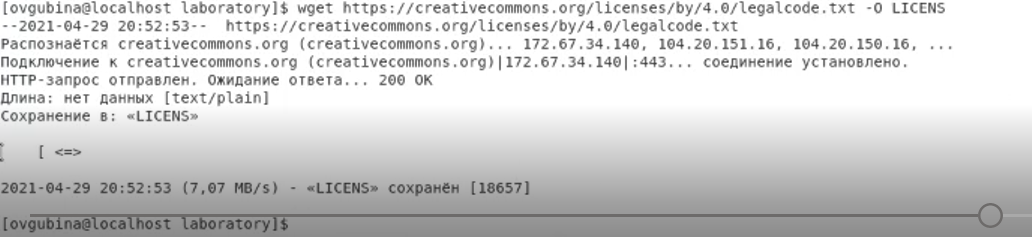 [ovgubina@localhost laboratory]$ wget https://creativecommons.org/licenses/by/4.0/legalcode.txt -O LICENS
--2021-04-29 20:52:53--  https://creativecommons.org/licenses/by/4.0/legalcode.txt
Распознаётся creativecommons.org (creativecommons.org)... 172.67.34.140, 104.20.151.16, 104.20.150.16, ...
Подключение к creativecommons.org (creativecommons.org)|172.67.34.140|:443... соединение установлено.
HTTP-запрос отправлен. Ожидание ответа... 200 OK
Длина: нет данных [text/plain]
Сохранение в: «LICENS»
[ <=>
2021-04-29 20:52:53 (7,07 MB/s) - «LICENS» сохранён [18657]
[ovgubina@localhost laboratory]$